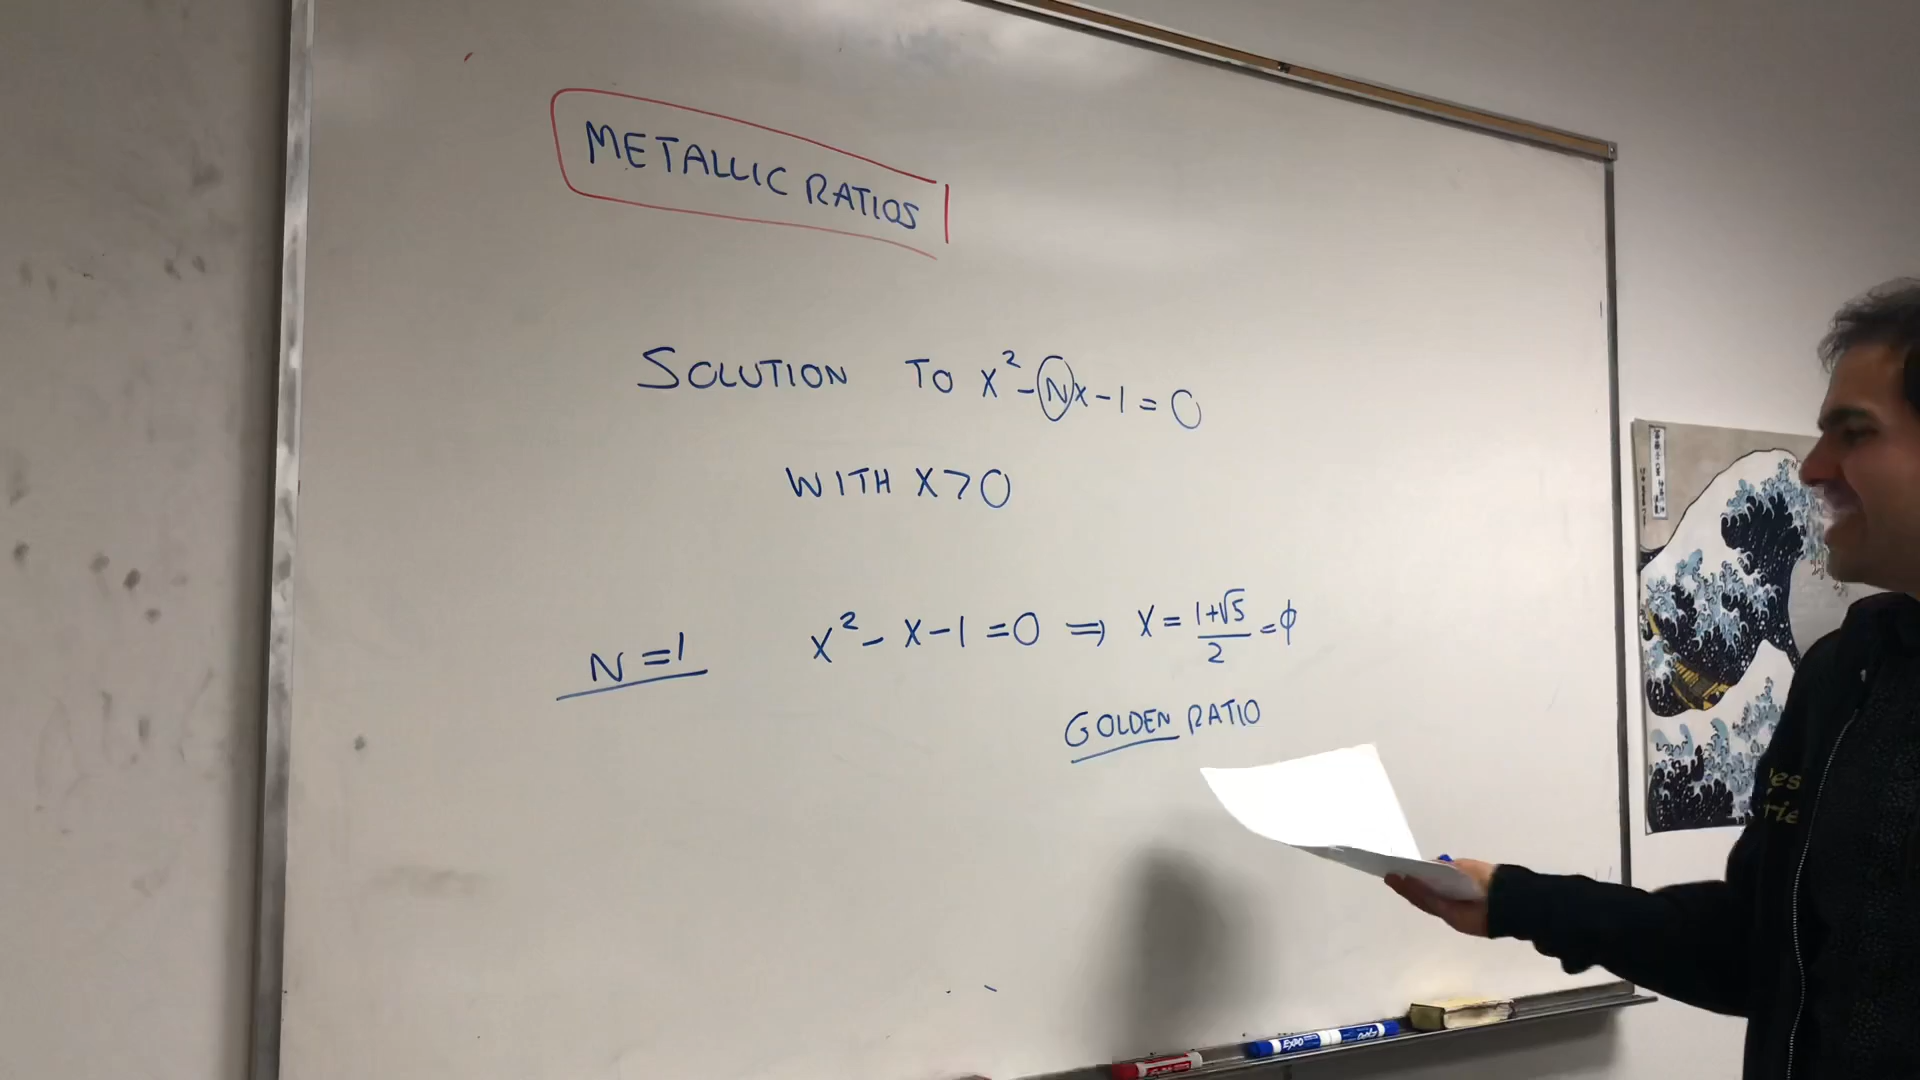 METALLIC RATIOS
SOLUTION TO x² - Nx - 1 = 0
WITH X > 0
N = 1
x² - x - 1 = 0 ⇒ X = (1+√5)/2 = φ
GOLDEN RATIO
EXPO